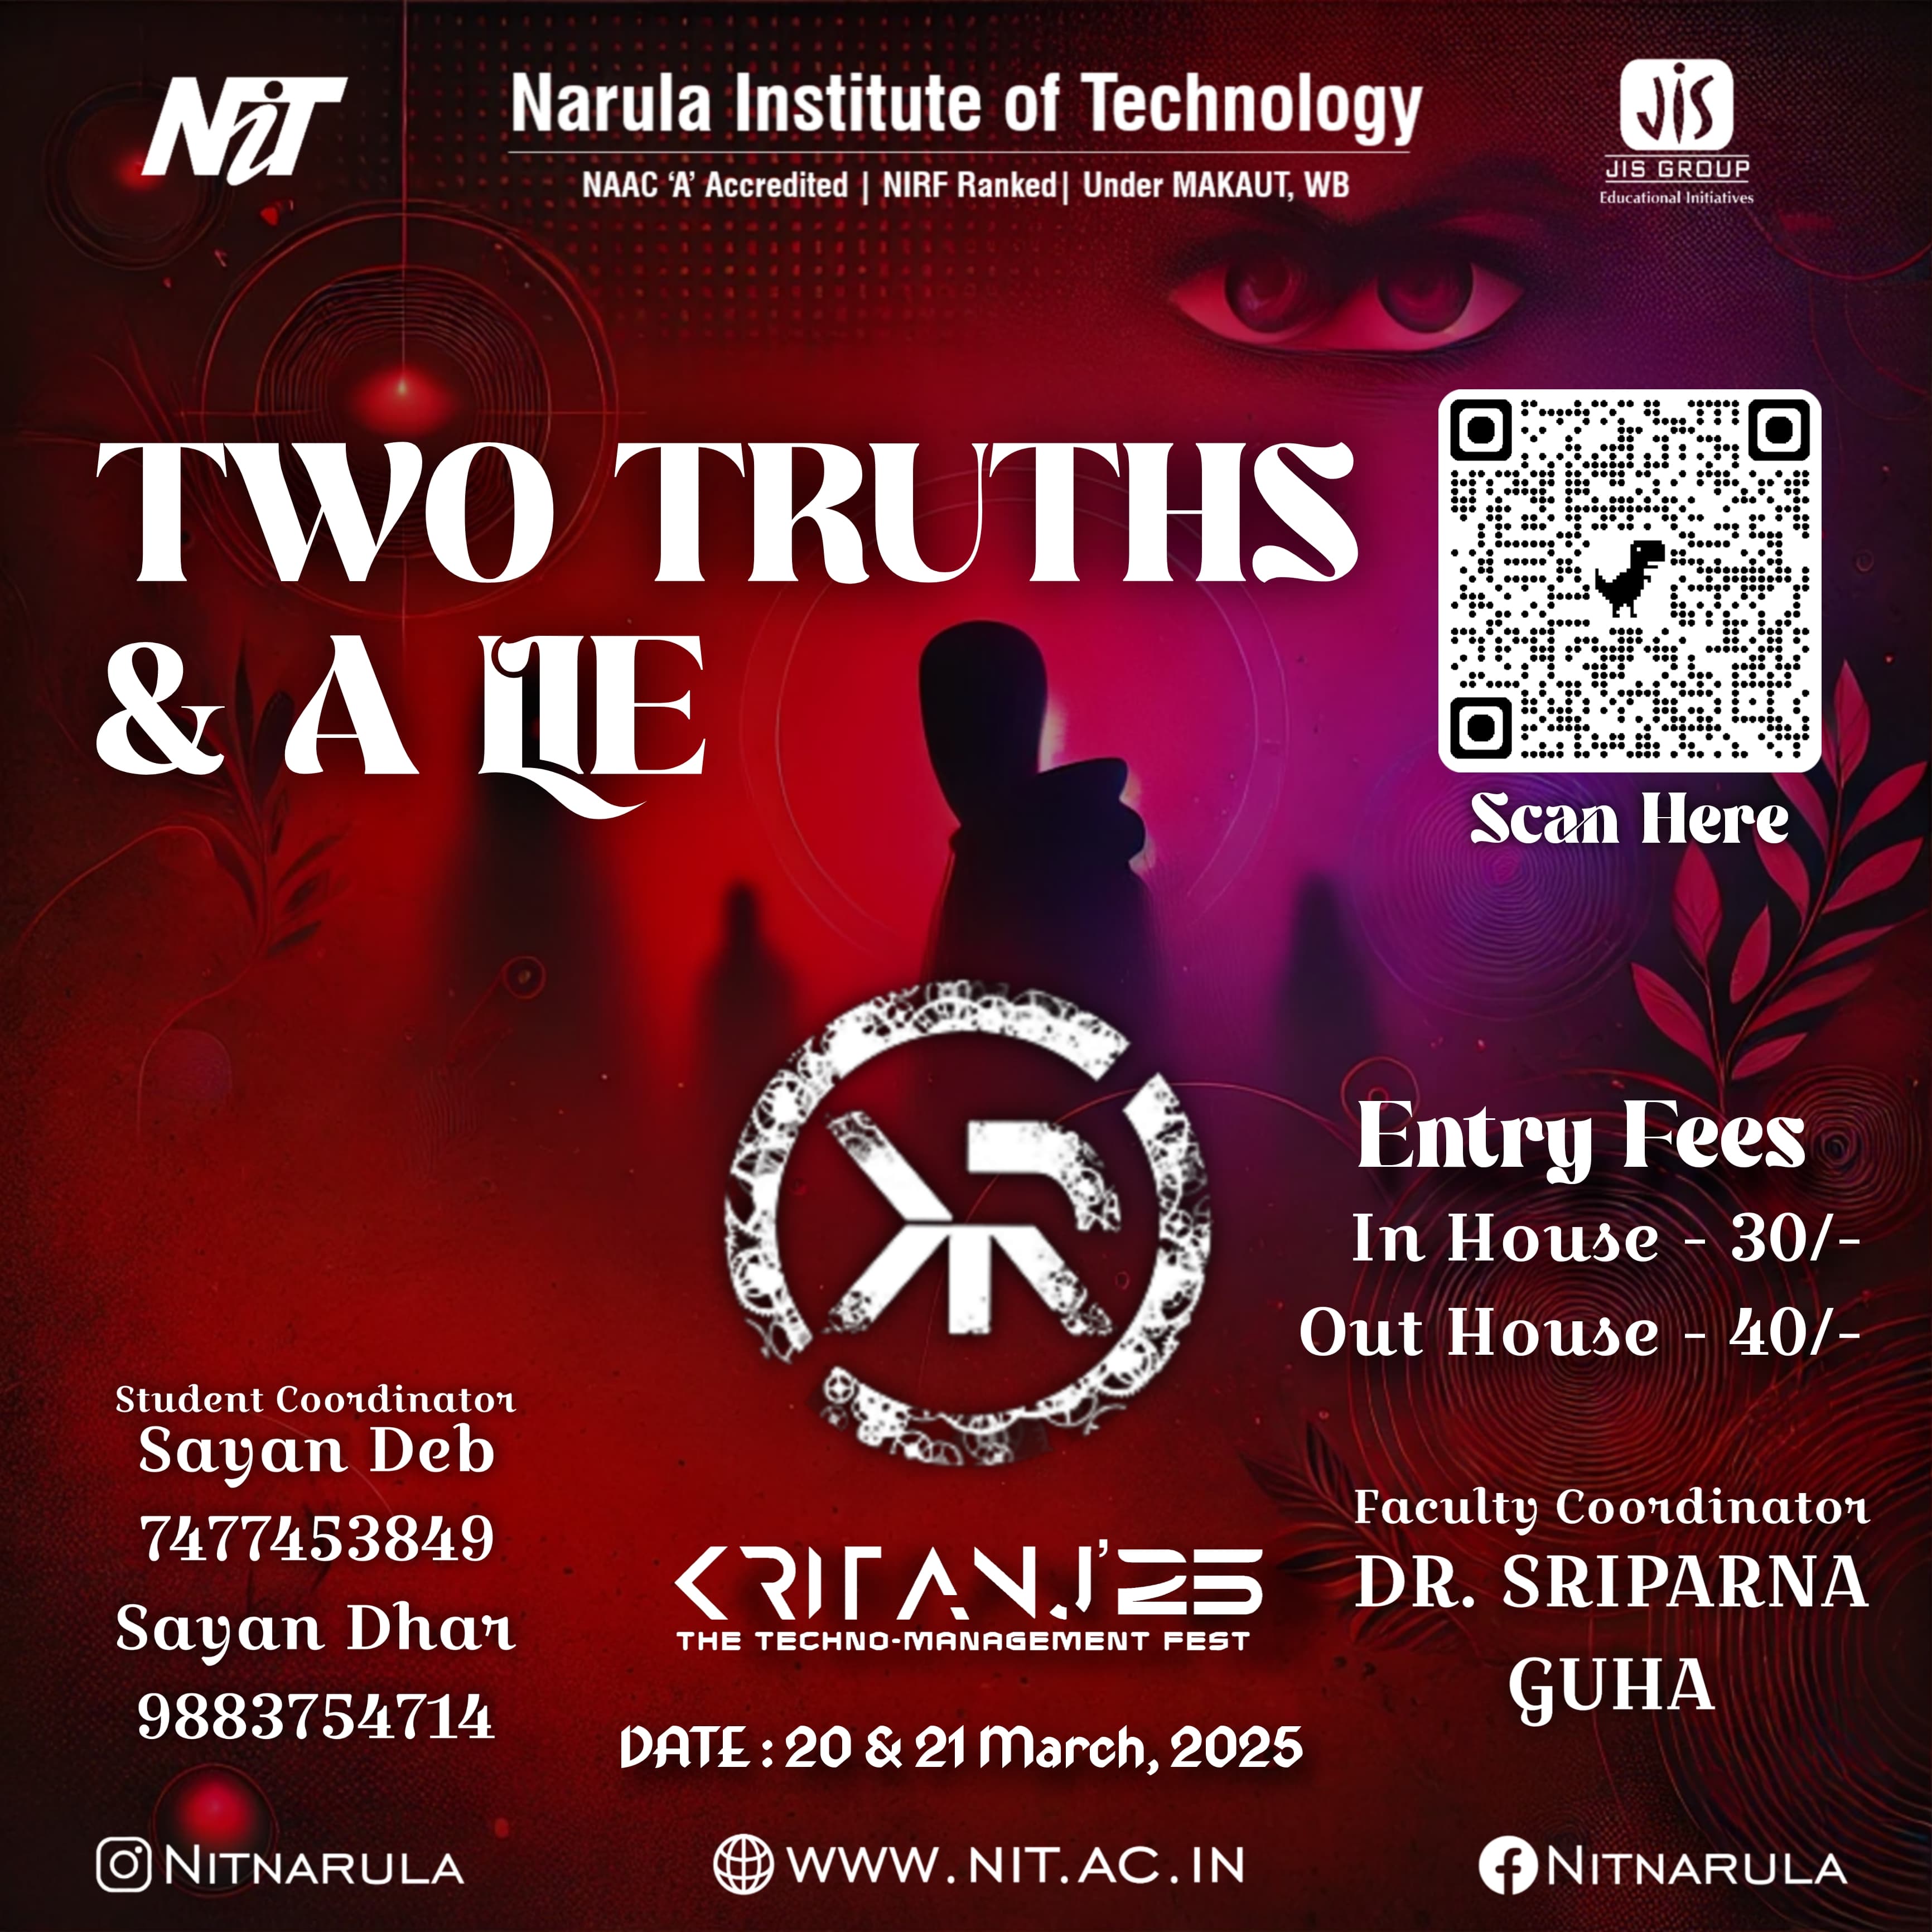 NiT
Narula Institute of Technology
NAAC ‘A’ Accredited | NIRF Ranked| Under MAKAUT, WB
JIS
JIS GROUP
Educational Initiatives
TWO TRUTHS
& A LIE
Scan Here
KR
Entry Fees
In House - 30/-
Out House - 40/-
Student Coordinator
Sayan Deb
7477453849
Sayan Dhar
9883754714
KRITANJ’25
THE TECHNO-MANAGEMENT FEST
DATE : 20 & 21 March, 2025
Faculty Coordinator
DR. SRIPARNA
GUHA
NITNARULA
WWW.NIT.AC.IN
NITNARULA